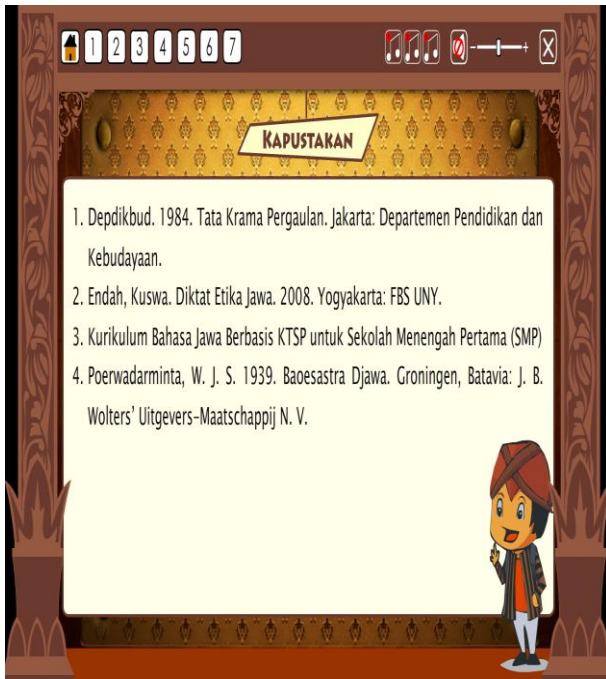 1 2 3 4 5 6 7
KAPUSTAKAN
1. Depdikbud. 1984. Tata Krama Pergaulan. Jakarta: Departemen Pendidikan dan
Kebudayaan.
2. Endah, Kuswa. Diktat Etika Jawa. 2008. Yogyakarta: FBS UNY.
3. Kurikulum Bahasa Jawa Berbasis KTSP untuk Sekolah Menengah Pertama (SMP)
4. Poerwadarminta, W. J. S. 1939. Baoesastra Djawa. Groningen, Batavia: J. B.
Wolters’ Uitgevers-Maatschappij N. V.